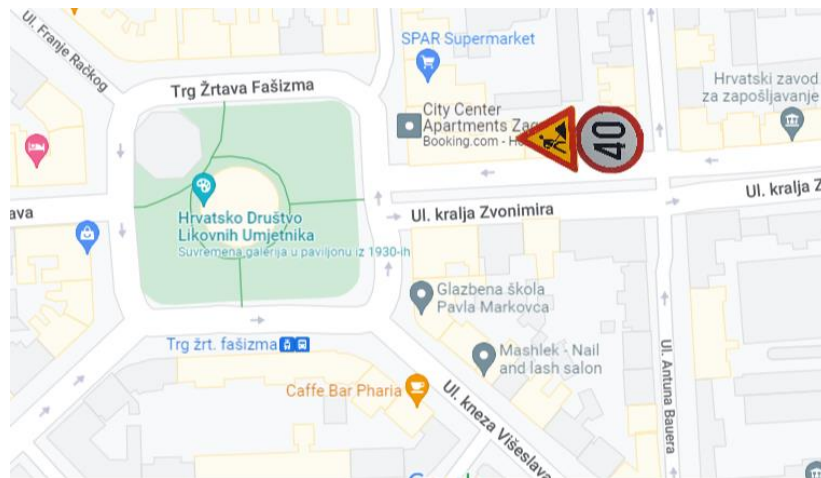 Ul. Franje Račkog
SPAR Supermarket
Trg Žrtava Fašizma
Hrvatski zavod
za zapošljavanje
City Center
Apartments
Booking.com -
40
Ul. kralja Z
ava
Hrvatsko Društvo
Likovnih Umjetnika
Suvremena galerija u paviljonu iz 1930-ih
Ul. kralja Zvonimira
Glazbena škola
Pavla Markovca
Trg žrt. fašizma
Mashlek - Nail
and lash salon
Ul. Antuna Bauera
Caffe Bar Pharia
Ul. kneza Višeslava